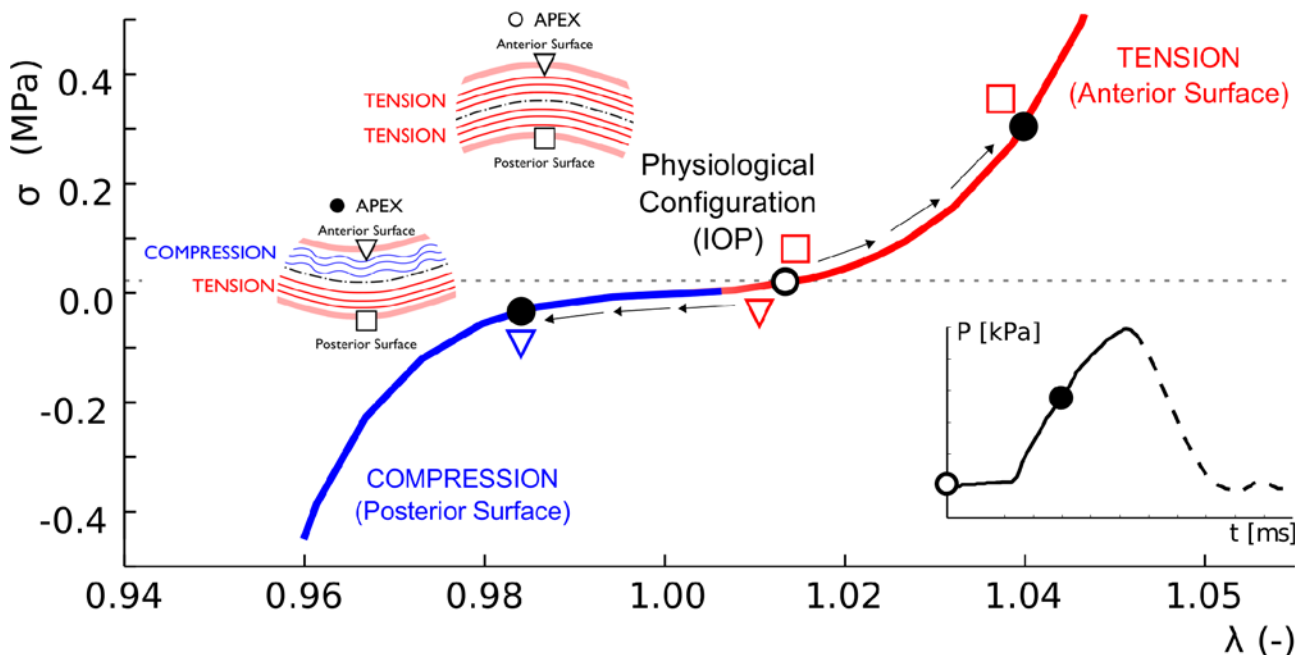 σ (MPa)
0.4
0.2
0.0
-0.2
-0.4
APEX
Anterior Surface
TENSION
TENSION
Posterior Surface
APEX
Anterior Surface
COMPRESSION
TENSION
Posterior Surface
Physiological
Configuration
(IOP)
TENSION
(Anterior Surface)
COMPRESSION
(Posterior Surface)
P [kPa]
t [ms]
0.94
0.96
0.98
1.00
1.02
1.04
1.05
λ (-)